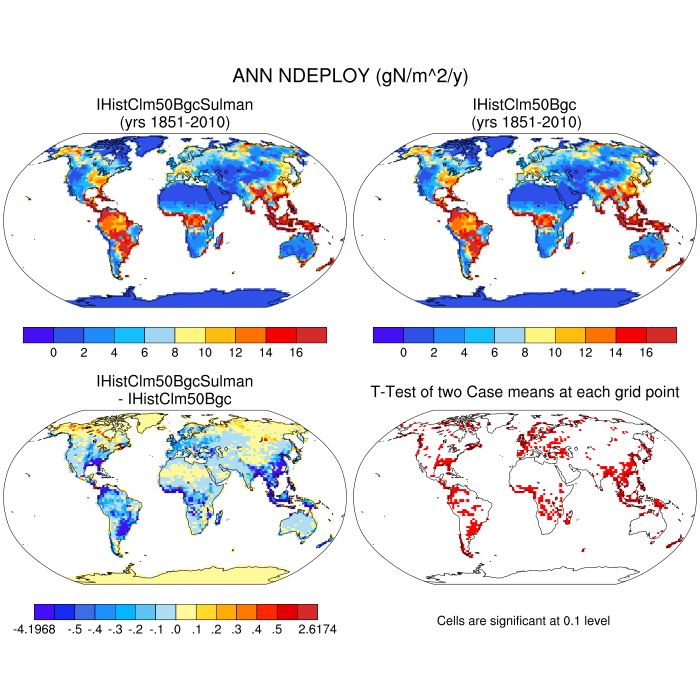 ANN NDEPLOY (gN/m^2/y)
IHistClm50BgcSulman
(yrs 1851-2010)
IHistClm50Bgc
(yrs 1851-2010)
0 2 4 6 8 10 12 14 16
0 2 4 6 8 10 12 14 16
IHistClm50BgcSulman
- IHistClm50Bgc
T-Test of two Case means at each grid point
-4.1968 -.5 -.4 -.3 -.2 -.1 .0 .1 .2 .3 .4 .5 2.6174
Cells are significant at 0.1 level